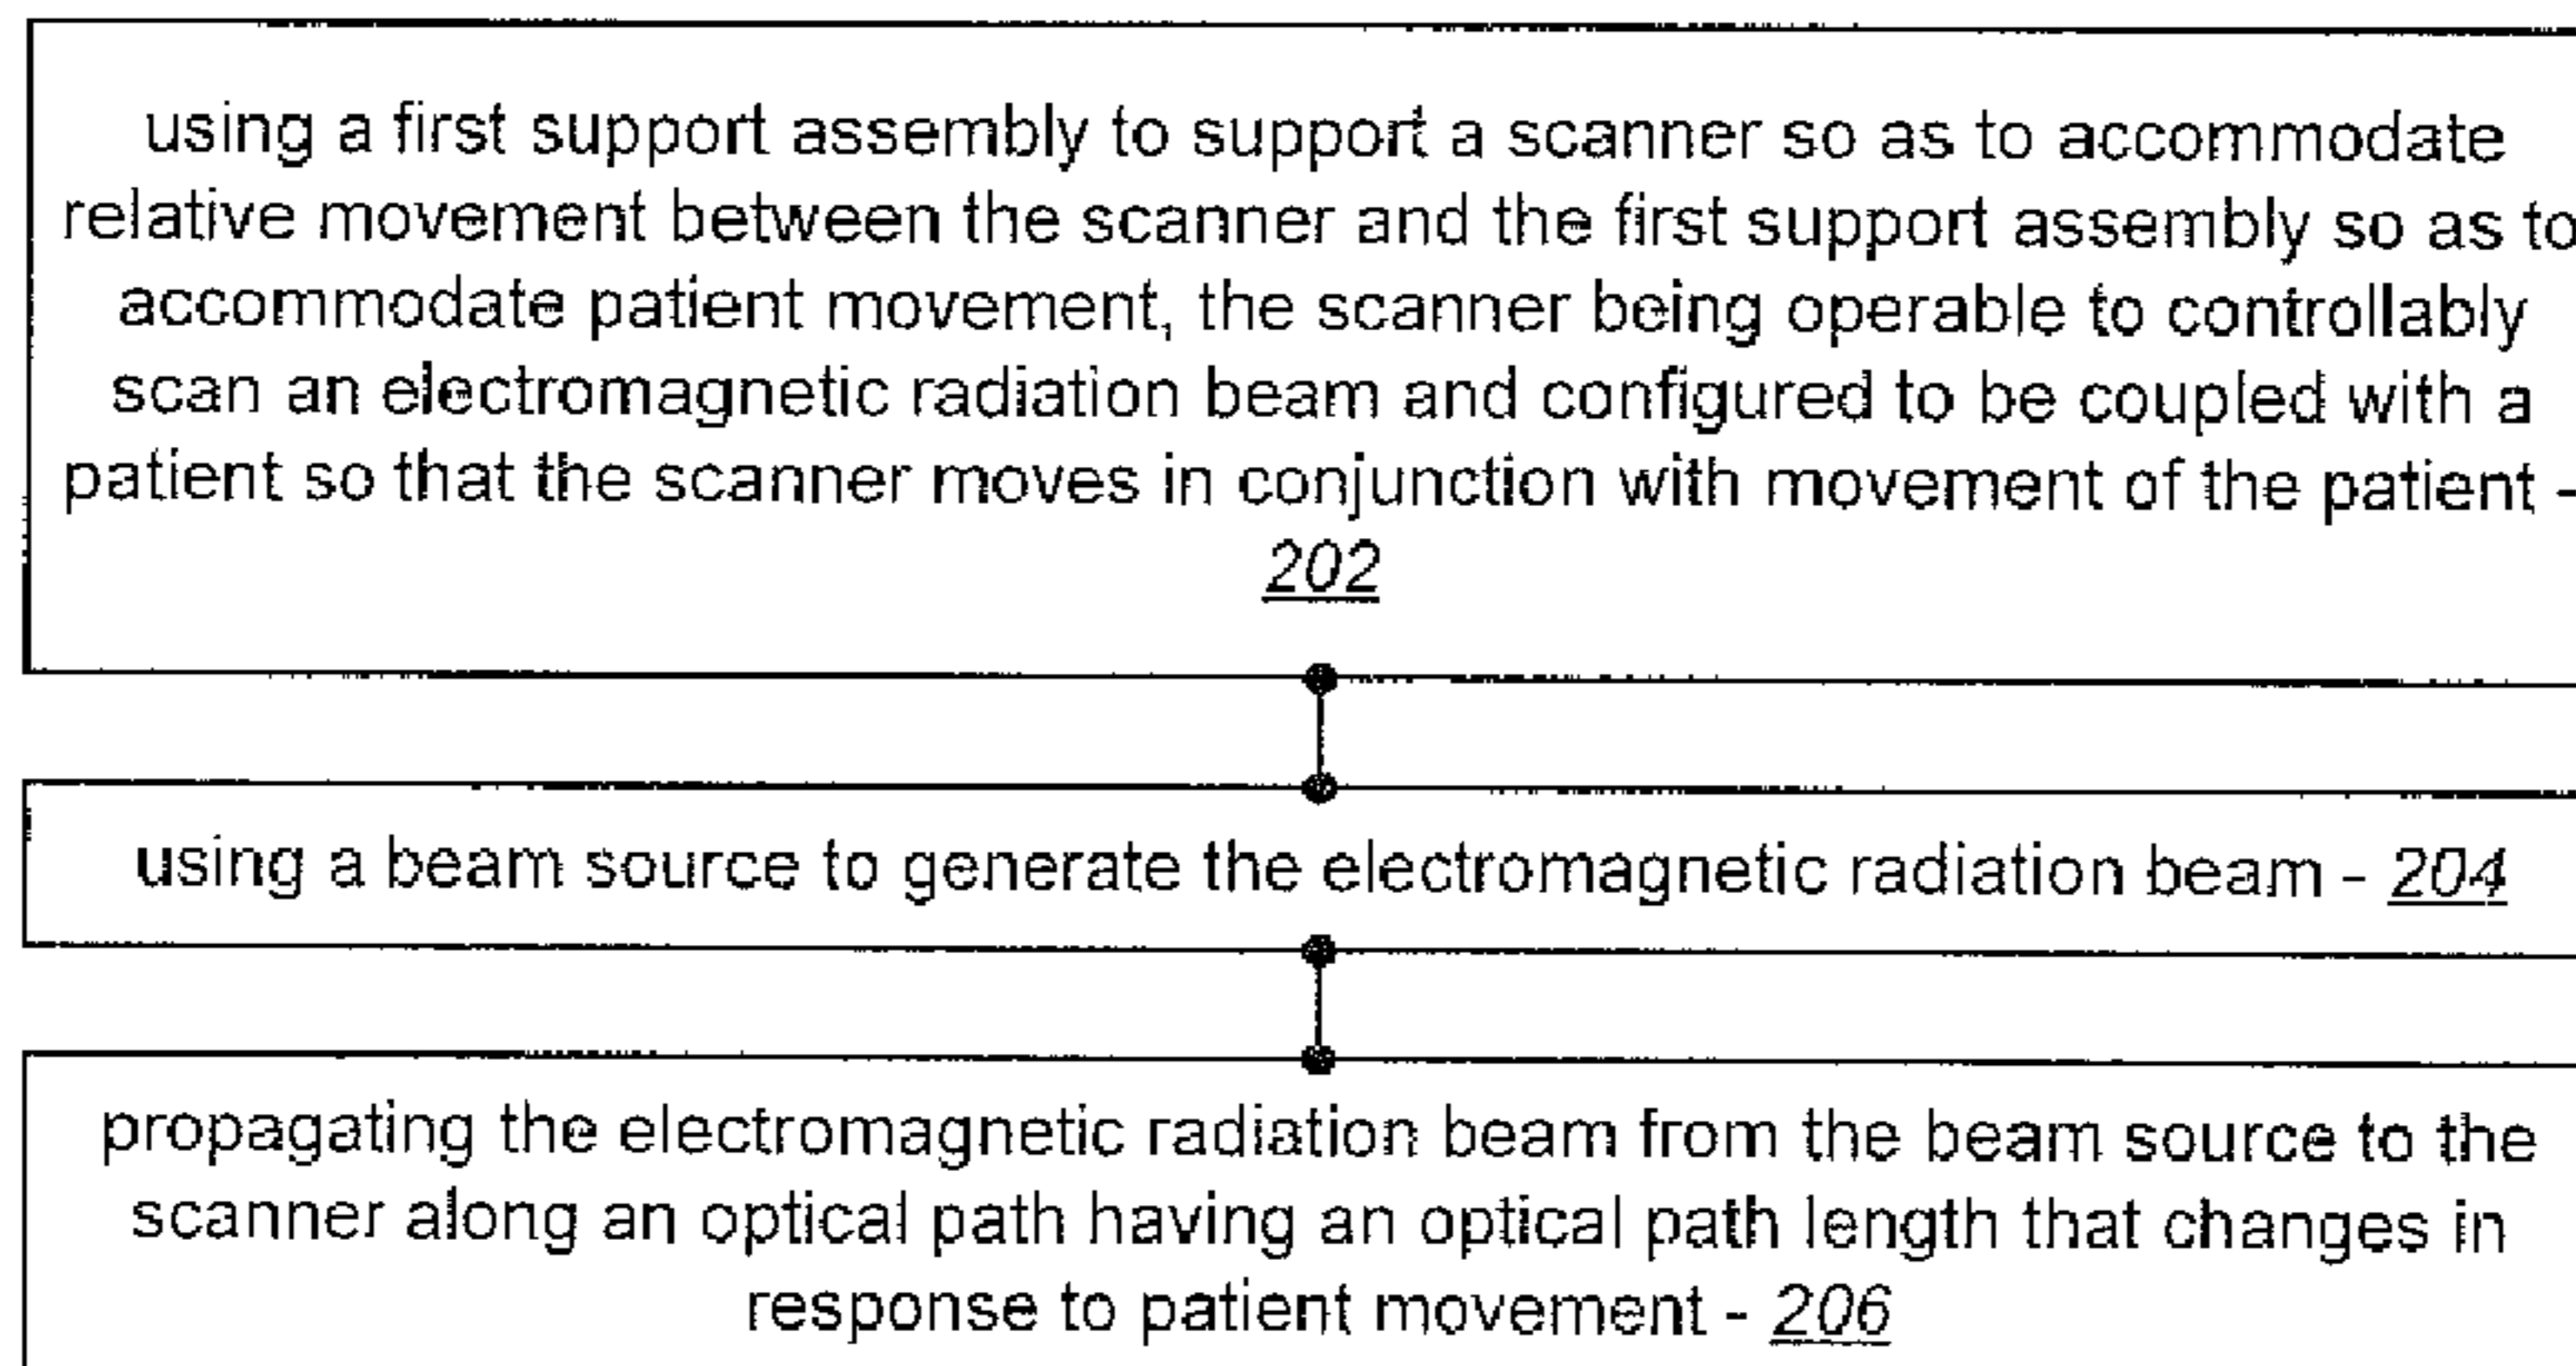 using a first support assembly to support a scanner so as to accommodate
relative movement between the scanner and the first support assembly so as to
accommodate patient movement, the scanner being operable to controllably
scan an electromagnetic radiation beam and configured to be coupled with a
patient so that the scanner moves in conjunction with movement of the patient -
202
using a beam source to generate the electromagnetic radiation beam - 204
propagating the electromagnetic radiation beam from the beam source to the
scanner along an optical path having an optical path length that changes in
response to patient movement - 206